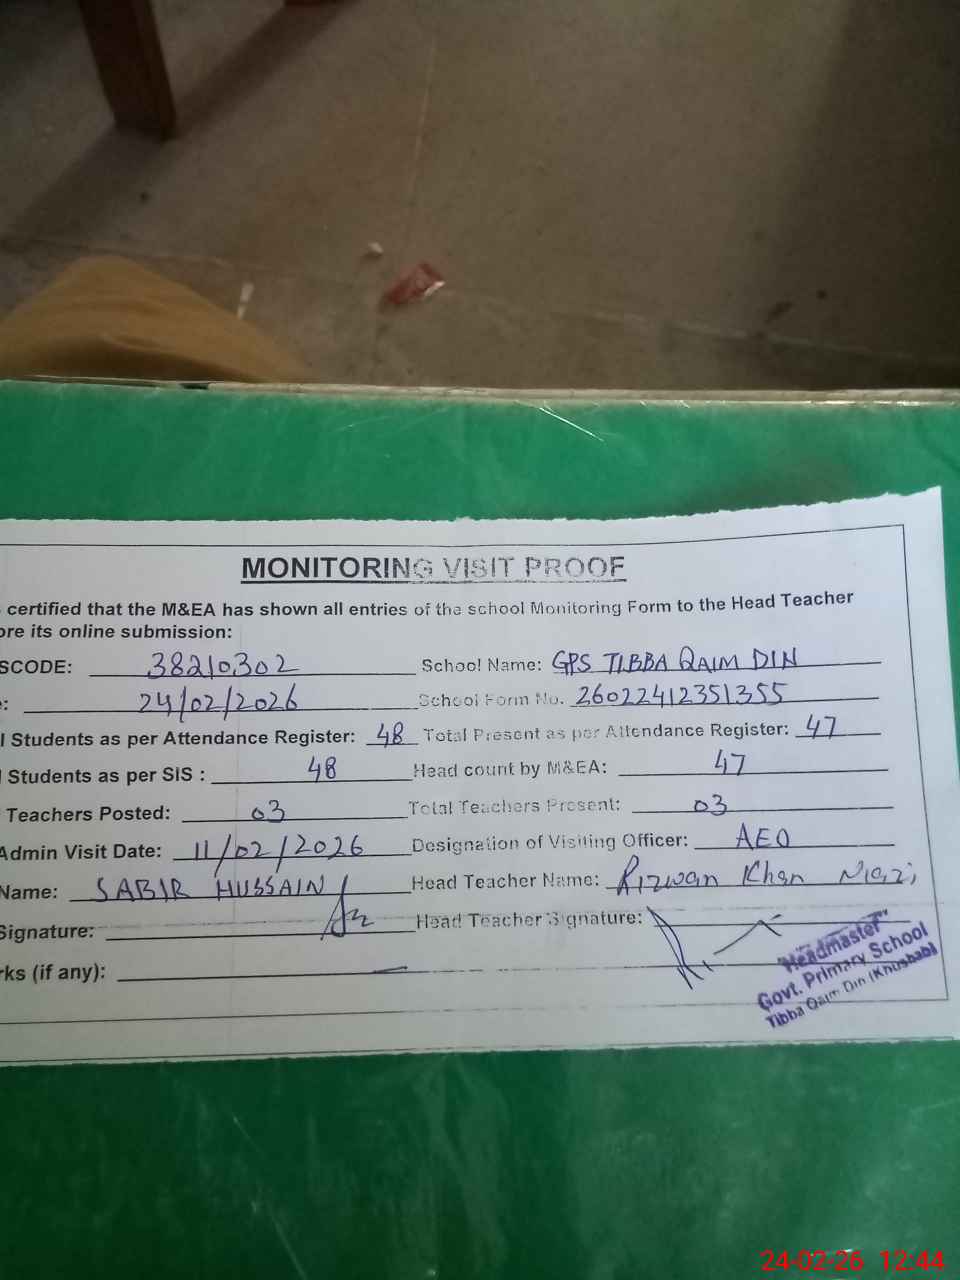 MONITORING VISIT PROOF
certified that the M&EA has shown all entries of the school Monitoring Form to the Head Teacher
ore its online submission:
SCODE: 38210302 School Name: GPS TIBBA QAIM DIN
: 24/02/2026 School Form No. 26022412351355
l Students as per Attendance Register: 48 Total Present as per Attendance Register: 47
Students as per SIS : 48 Head count by M&EA: 47
Teachers Posted: 03 Total Teachers Present: 03
Admin Visit Date: 11/02/2026 Designation of Visiting Officer: AEO
Name: SABIR HUSSAIN Head Teacher Name: Rizwan Khan Niazi
Signature: Head Teacher Signature:
rks (if any):
"Headmaster"
Govt. Primary School
Tibba Qaim Din (Khushab)
24-02-26 12:44